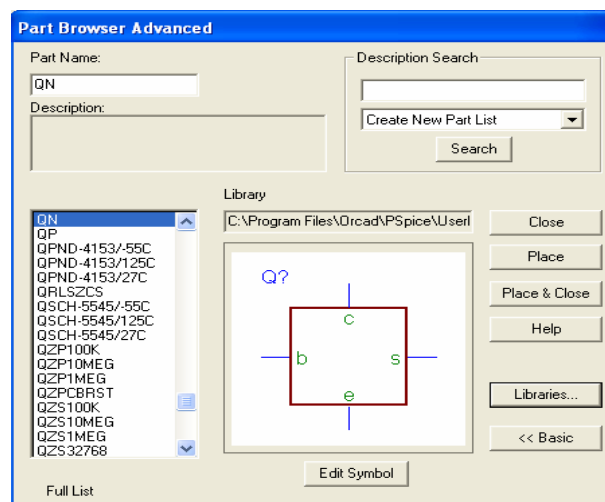 Part Browser Advanced
Part Name:
QN
Description:
Description Search
Create New Part List
Search
Library
C:\Program Files\Orcad\PSpice\UserI
QN
QP
QPND-4153/-55C
QPND-4153/125C
QPND-4153/27C
QRLSZCS
QSCH-5545/-55C
QSCH-5545/125C
QSCH-5545/27C
QZP100K
QZP10MEG
QZP1MEG
QZPCBRST
QZS100K
QZS10MEG
QZS1MEG
QZS32768
Full List
Q?
c
b
s
e
Edit Symbol
Close
Place
Place & Close
Help
Libraries...
<< Basic